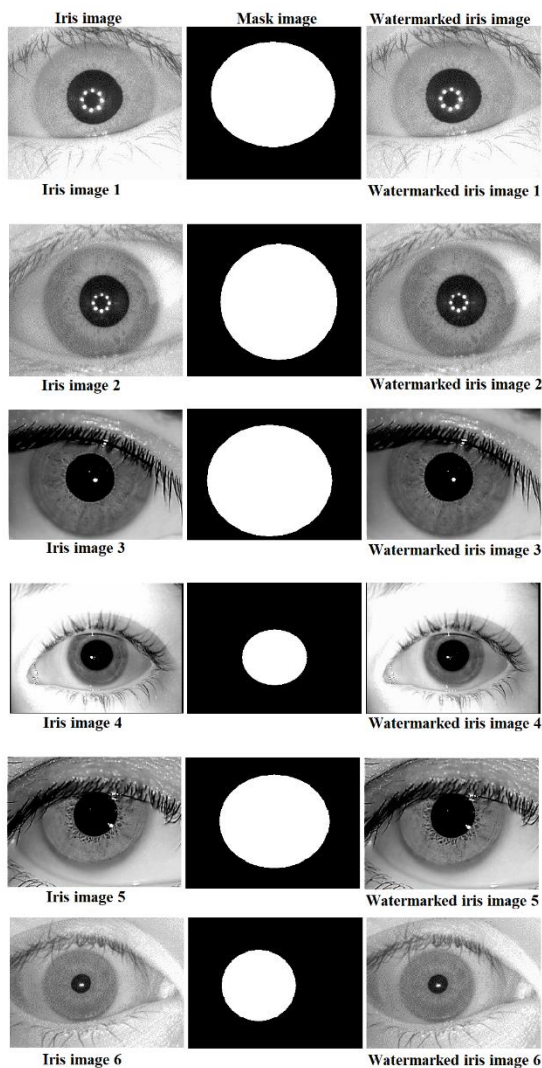 Iris image Mask image Watermarked iris image
Iris image 1 Watermarked iris image 1
Iris image 2 Watermarked iris image 2
Iris image 3 Watermarked iris image 3
Iris image 4 Watermarked iris image 4
Iris image 5 Watermarked iris image 5
Iris image 6 Watermarked iris image 6